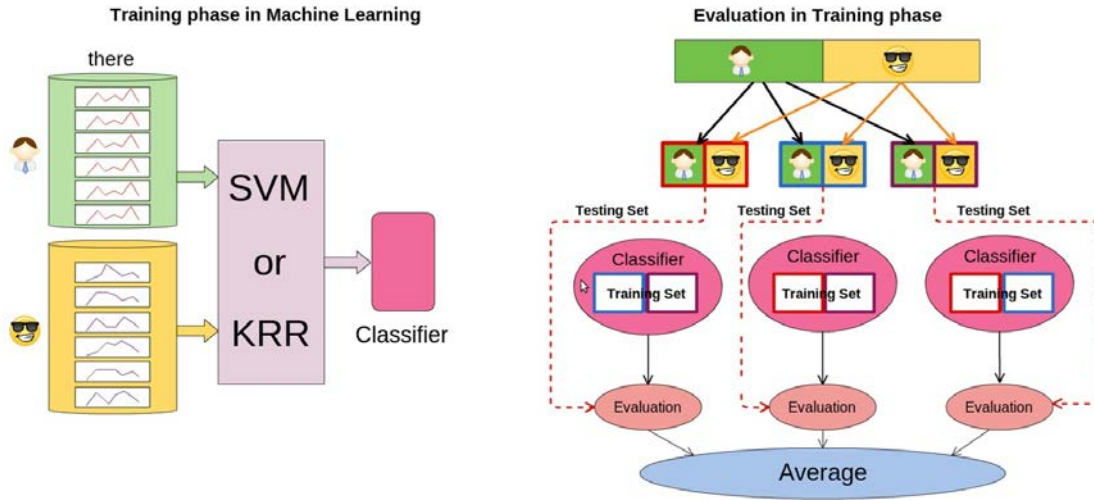 Training phase in Machine Learning
there
SVM
or
KRR
Classifier
Evaluation in Training phase
Testing Set
Testing Set
Testing Set
Classifier
Training Set
Classifier
Training Set
Classifier
Training Set
Evaluation
Evaluation
Evaluation
Average